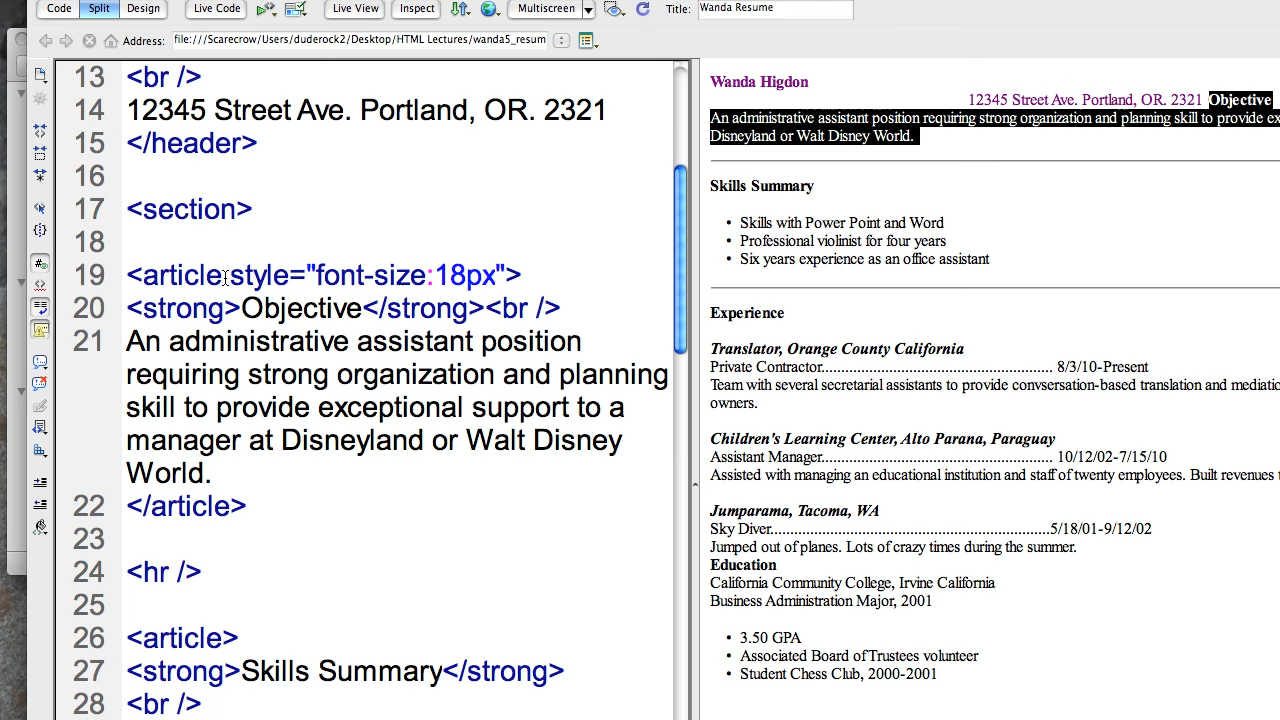 Code Split Design Live Code Live View Inspect Multiscreen Title: Wanda Resume
Address: file:///Scarecrow/Users/duderock2/Desktop/HTML Lectures/wanda5_resum
13 <br />
14 12345 Street Ave. Portland, OR. 2321
15 </header>
16
17 <section>
18
19 <article style="font-size:18px">
20 <strong>Objective</strong><br />
21 An administrative assistant position
requiring strong organization and planning
skill to provide exceptional support to a
manager at Disneyland or Walt Disney
World.
22 </article>
23
24 <hr />
25
26 <article>
27 <strong>Skills Summary</strong>
28 <br />
Wanda Higdon
12345 Street Ave. Portland, OR. 2321 Objective
An administrative assistant position requiring strong organization and planning skill to provide ex
Disneyland or Walt Disney World.
Skills Summary
• Skills with Power Point and Word
• Professional violinist for four years
• Six years experience as an office assistant
Experience
Translator, Orange County California
Private Contractor.......................................................... 8/3/10-Present
Team with several secretarial assistants to provide convsersation-based translation and mediatio
owners.
Children's Learning Center, Alto Parana, Paraguay
Assistant Manager.......................................................... 10/12/02-7/15/10
Assisted with managing an educational institution and staff of twenty employees. Built revenues t
Jumparama, Tacoma, WA
Sky Diver......................................................................5/18/01-9/12/02
Jumped out of planes. Lots of crazy times during the summer.
Education
California Community College, Irvine California
Business Administration Major, 2001
• 3.50 GPA
• Associated Board of Trustees volunteer
• Student Chess Club, 2000-2001